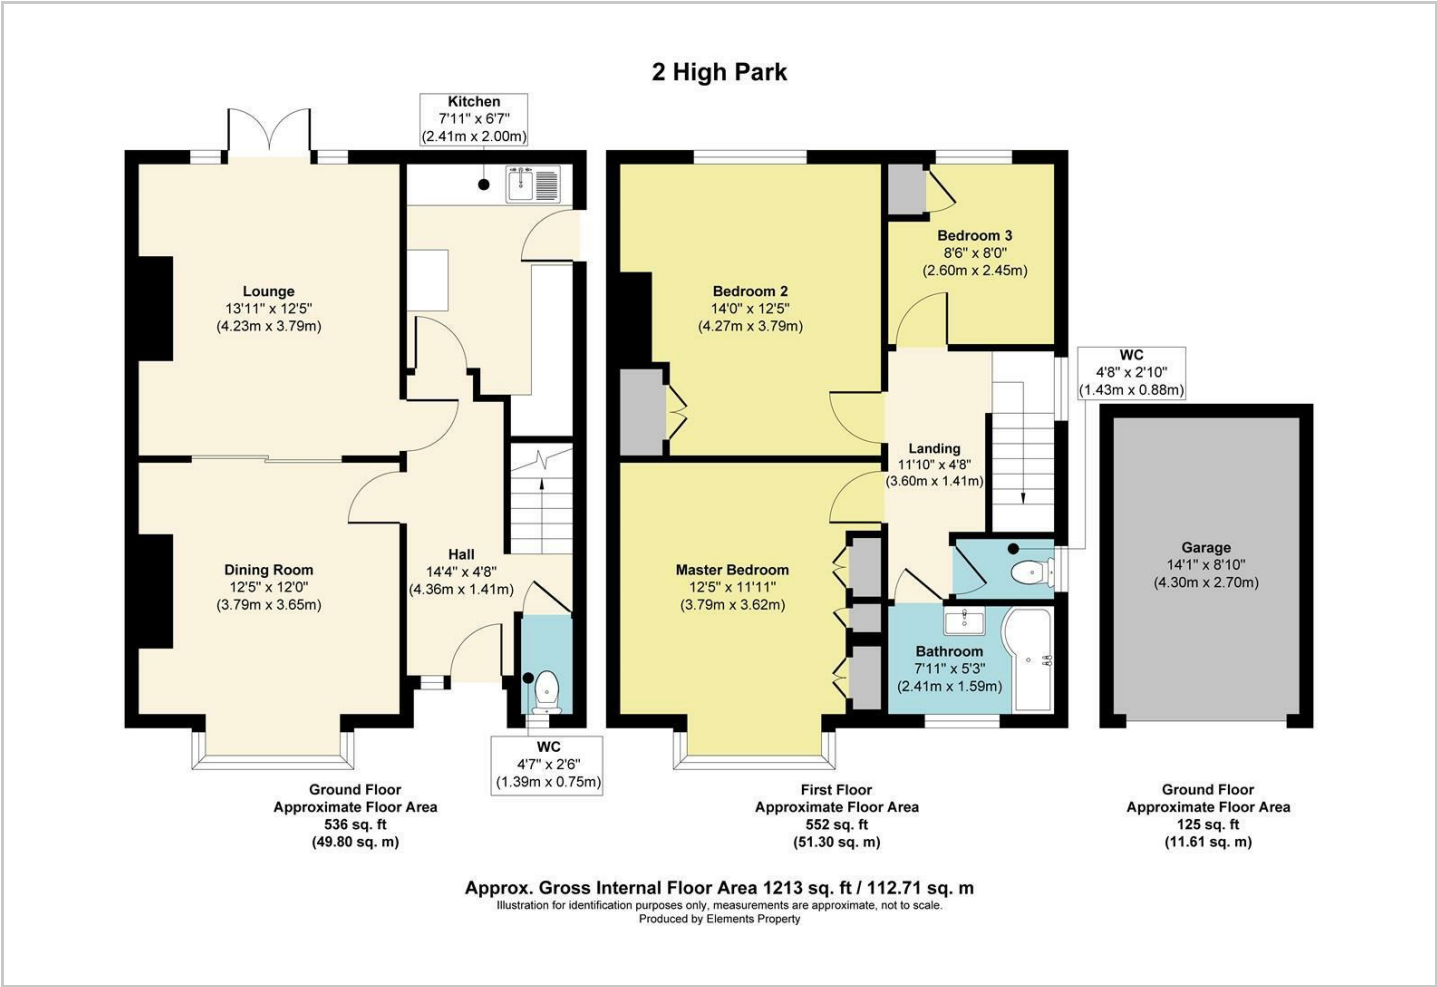 2 High Park
Kitchen
7'11" x 6'7"
(2.41m x 2.00m)
Lounge
13'11" x 12'5"
(4.23m x 3.79m)
Dining Room
12'5" x 12'0"
(3.79m x 3.65m)
Hall
14'4" x 4'8"
(4.36m x 1.41m)
WC
4'7" x 2'6"
(1.39m x 0.75m)
Ground Floor
Approximate Floor Area
536 sq. ft
(49.80 sq. m)
Bedroom 2
14'0" x 12'5"
(4.27m x 3.79m)
Bedroom 3
8'6" x 8'0"
(2.60m x 2.45m)
WC
4'8" x 2'10"
(1.43m x 0.88m)
Landing
11'10" x 4'8"
(3.60m x 1.41m)
Master Bedroom
12'5" x 11'11"
(3.79m x 3.62m)
Bathroom
7'11" x 5'3"
(2.41m x 1.59m)
First Floor
Approximate Floor Area
552 sq. ft
(51.30 sq. m)
Garage
14'1" x 8'10"
(4.30m x 2.70m)
Ground Floor
Approximate Floor Area
125 sq. ft
(11.61 sq. m)
Approx. Gross Internal Floor Area 1213 sq. ft / 112.71 sq. m
Illustration for identification purposes only, measurements are approximate, not to scale.
Produced by Elements Property